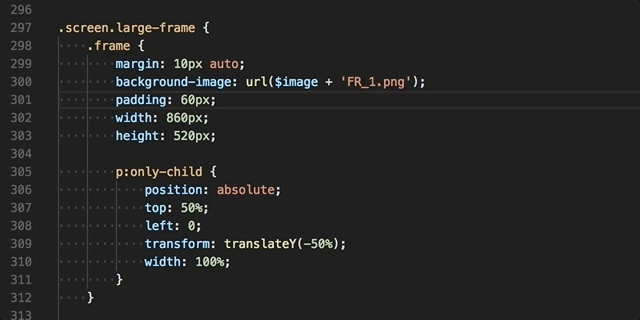 296
297 .screen.large-frame {
298 .frame {
299 margin: 10px auto;
300 background-image: url($image + 'FR_1.png');
301 padding: 60px;
302 width: 860px;
303 height: 520px;
304
305 p:only-child {
306 position: absolute;
307 top: 50%;
308 left: 0;
309 transform: translateY(-50%);
310 width: 100%;
311 }
312 }
313